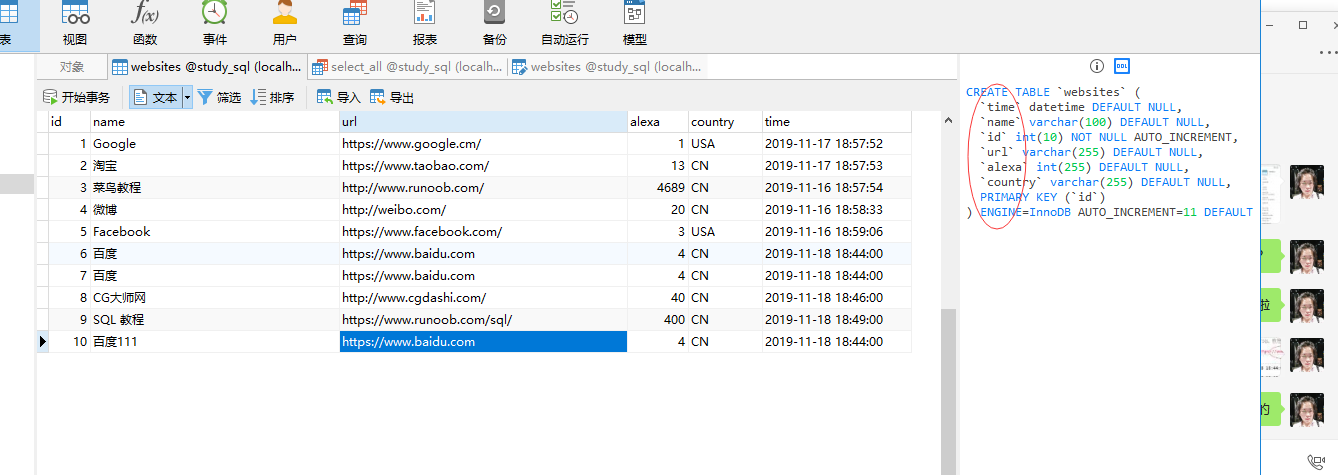 表 视图 函数 事件 用户 查询 报表 备份 自动运行 模型
对象 websites @study_sql (localh... select_all @study_sql (localh... websites @study_sql (localh...
开始事务 文本 筛选 排序 导入 导出
id name url alexa country time
1 Google https://www.google.cm/ 1 USA 2019-11-17 18:57:52
2 淘宝 https://www.taobao.com/ 13 CN 2019-11-17 18:57:53
3 菜鸟教程 http://www.runoob.com/ 4689 CN 2019-11-16 18:57:54
4 微博 http://weibo.com/ 20 CN 2019-11-16 18:58:33
5 Facebook https://www.facebook.com/ 3 USA 2019-11-16 18:59:06
6 百度 https://www.baidu.com 4 CN 2019-11-18 18:44:00
7 百度 https://www.baidu.com 4 CN 2019-11-18 18:44:00
8 CG大师网 http://www.cgdashi.com/ 40 CN 2019-11-18 18:46:00
9 SQL 教程 https://www.runoob.com/sql/ 400 CN 2019-11-18 18:49:00
10 百度111 https://www.baidu.com 4 CN 2019-11-18 18:44:00
DDL
CREATE TABLE `websites` (
`time` datetime DEFAULT NULL,
`name` varchar(100) DEFAULT NULL,
`id` int(10) NOT NULL AUTO_INCREMENT,
`url` varchar(255) DEFAULT NULL,
`alexa` int(255) DEFAULT NULL,
`country` varchar(255) DEFAULT NULL,
PRIMARY KEY (`id`)
) ENGINE=InnoDB AUTO_INCREMENT=11 DEFAULT
啦
的